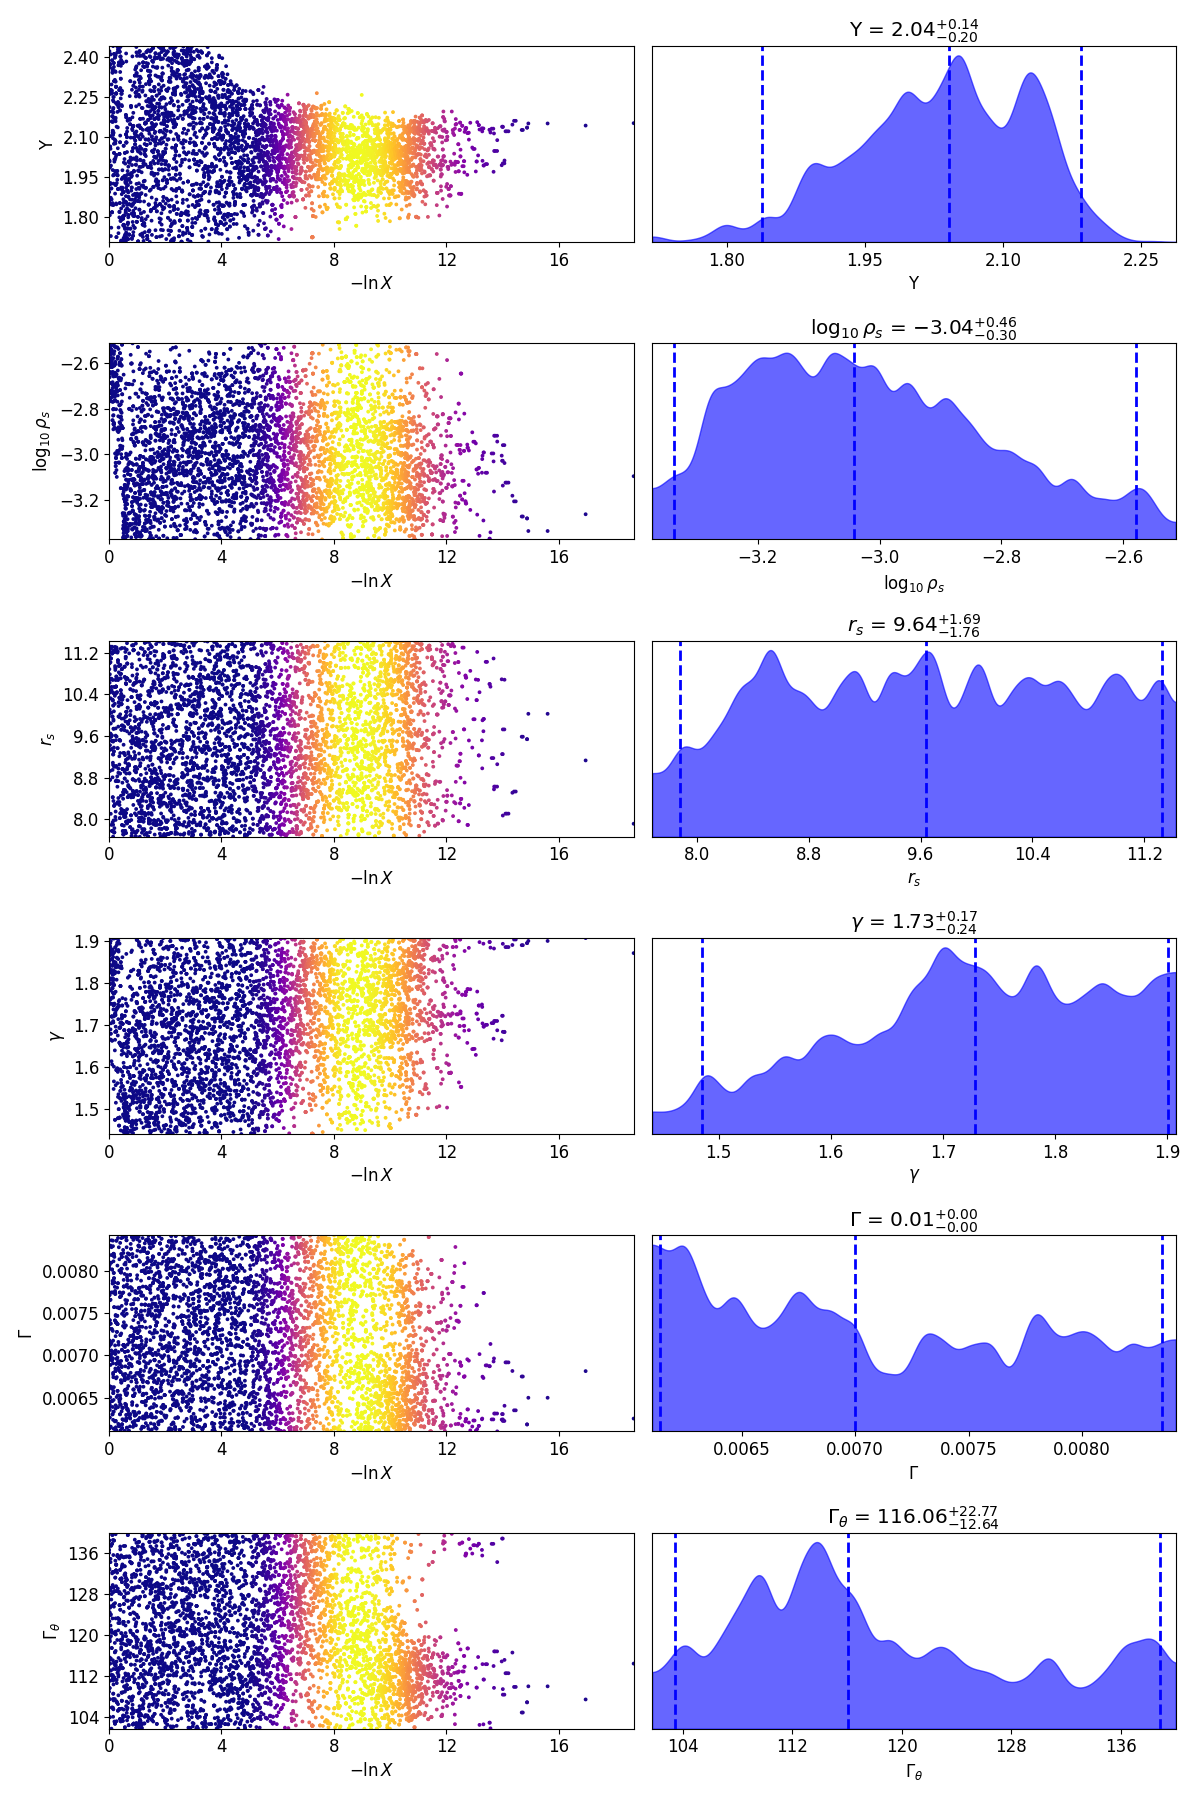 Y = 2.04^{+0.14}_{-0.20}
2.40
2.25
2.10
1.95
1.80
Y
0 4 8 12 16
−ln X
1.80 1.95 2.10 2.25
Y
log₁₀ ρₛ = −3.04^{+0.46}_{-0.30}
−2.6
−2.8
−3.0
−3.2
log₁₀ ρₛ
0 4 8 12 16
−ln X
−3.2 −3.0 −2.8 −2.6
log₁₀ ρₛ
rₛ = 9.64^{+1.69}_{-1.76}
11.2
10.4
9.6
8.8
8.0
rₛ
0 4 8 12 16
−ln X
8.0 8.8 9.6 10.4 11.2
rₛ
γ = 1.73^{+0.17}_{-0.24}
1.9
1.8
1.7
1.6
1.5
γ
0 4 8 12 16
−ln X
1.5 1.6 1.7 1.8 1.9
γ
Γ = 0.01^{+0.00}_{-0.00}
0.0080
0.0075
0.0070
0.0065
Γ
0 4 8 12 16
−ln X
0.0065 0.0070 0.0075 0.0080
Γ
Γ_θ = 116.06^{+22.77}_{-12.64}
136
128
120
112
104
Γ_θ
0 4 8 12 16
−ln X
104 112 120 128 136
Γ_θ